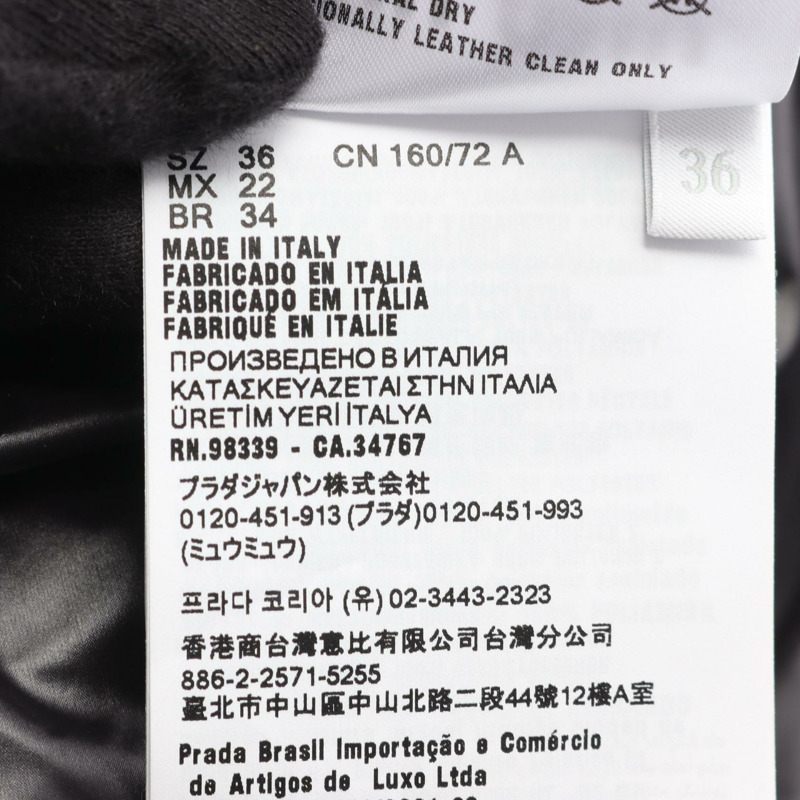 DRY
IONALLY LEATHER CLEAN ONLY
36
SZ 36 CN 160/72 A
MX 22
BR 34
MADE IN ITALY
FABRICADO EN ITALIA
FABRICADO EM ITÁLIA
FABRIQUÉ EN ITALIE
ПРОИЗВЕДЕНО В ИТАЛИЯ
ΚΑΤΑΣΚΕΥΑΖΕΤΑΙ ΣΤΗΝ ΙΤΑΛΙΑ
ÜRETİM YERİ İTALYA
RN.98339 - CA.34767
プラダジャパン株式会社
0120-451-913 (プラダ)0120-451-993
(ミュウミュウ)
프라다 코리아 (유) 02-3443-2323
香港商台灣惠比有限公司台灣分公司
886-2-2571-5255
臺北市中山區中山北路二段44號12樓A室
Prada Brasil Importação e Comércio
de Artigos de Luxo Ltda